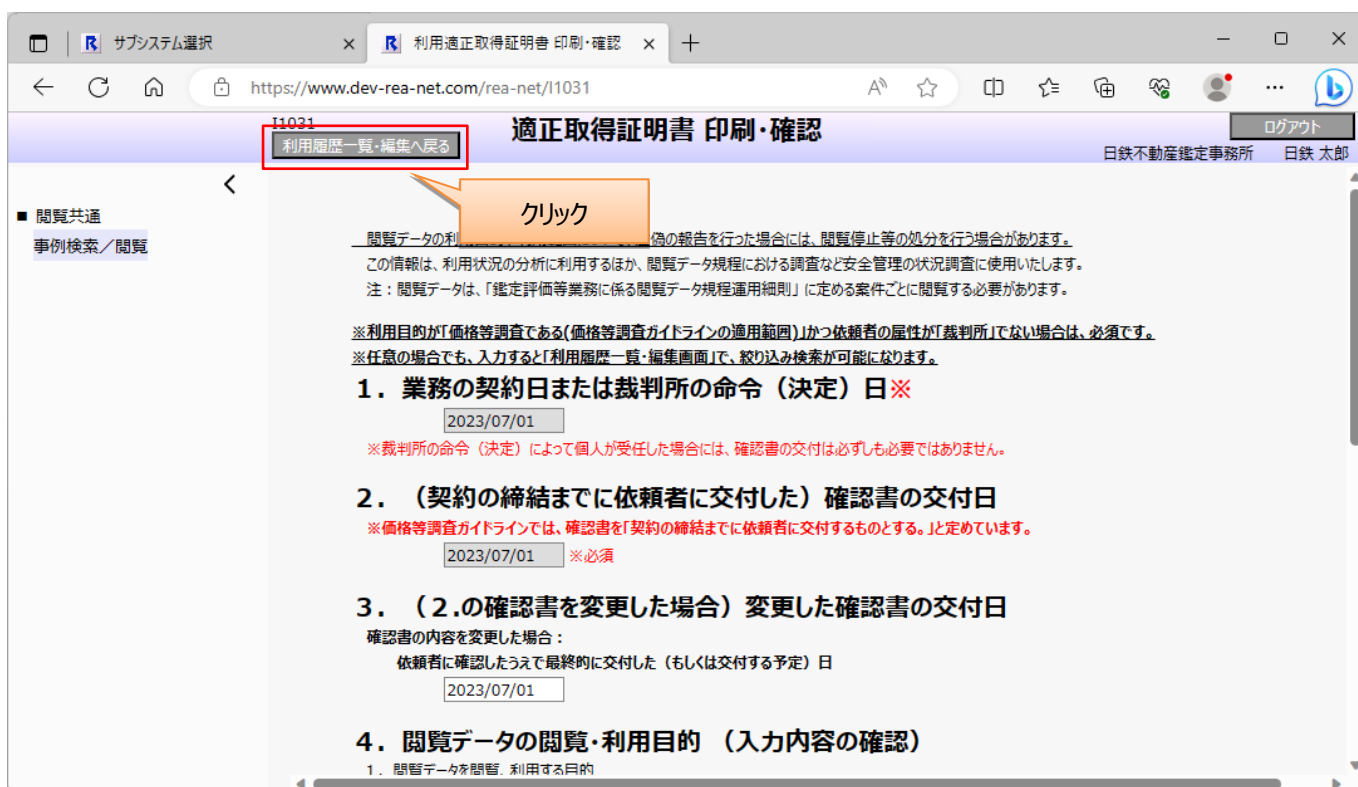 サブシステム選択
利用適正取得証明書 印刷・確認
https://www.dev-rea-net.com/rea-net/I1031
I1031
適正取得証明書 印刷・確認
ログアウト
利用履歴一覧・編集へ戻る
日鉄不動産鑑定事務所 日鉄 太郎
クリック
■ 閲覧共通
事例検索／閲覧
閲覧データの利
偽の報告を行った場合には、閲覧停止等の処分を行う場合があります。
この情報は、利用状況の分析に利用するほか、閲覧データ規程における調査など安全管理の状況調査に使用いたします。
注：閲覧データは、「鑑定評価等業務に係る閲覧データ規程運用細則」に定める案件ごとに閲覧する必要があります。
※利用目的が「価格等調査である(価格等調査ガイドラインの適用範囲)」かつ依頼者の属性が「裁判所」でない場合は、必須です。
※任意の場合でも、入力すると「利用履歴一覧・編集画面」で、絞り込み検索が可能になります。
１．業務の契約日または裁判所の命令（決定）日※
2023/07/01
※裁判所の命令（決定）によって個人が受任した場合には、確認書の交付は必ずしも必要ではありません。
２．（契約の締結までに依頼者に交付した）確認書の交付日
※価格等調査ガイドラインでは、確認書を「契約の締結までに依頼者に交付するものとする。」と定めています。
2023/07/01 ※必須
３．（２.の確認書を変更した場合）変更した確認書の交付日
確認書の内容を変更した場合：
依頼者に確認したうえで最終的に交付した（もしくは交付する予定）日
2023/07/01
４．閲覧データの閲覧・利用目的 （入力内容の確認）
１．閲覧データを閲覧、利用する目的